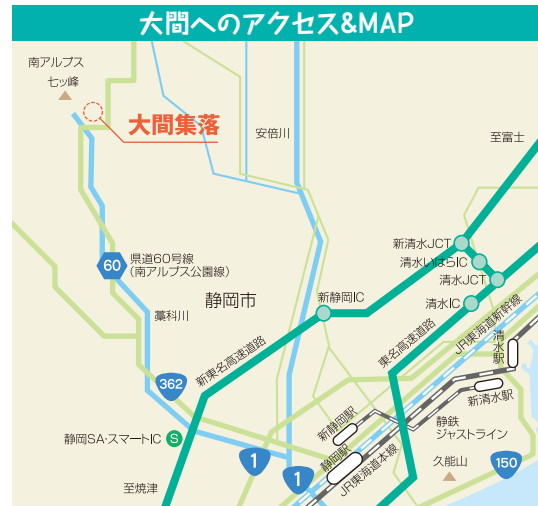 大間へのアクセス&MAP
南アルプス
七ッ峰
大間集落
安倍川
至富士
新清水JCT
清水いはらIC
清水JCT
清水IC
60
県道60号線
(南アルプス公園線)
静岡市
新静岡IC
藁科川
新東名高速道路
東名高速道路
JR東海道新幹線
清水駅
新清水駅
362
静岡SA・スマートIC
S
新静岡駅
静岡駅
JR東海道本線
静鉄
ジャストライン
久能山
1
1
150
至焼津